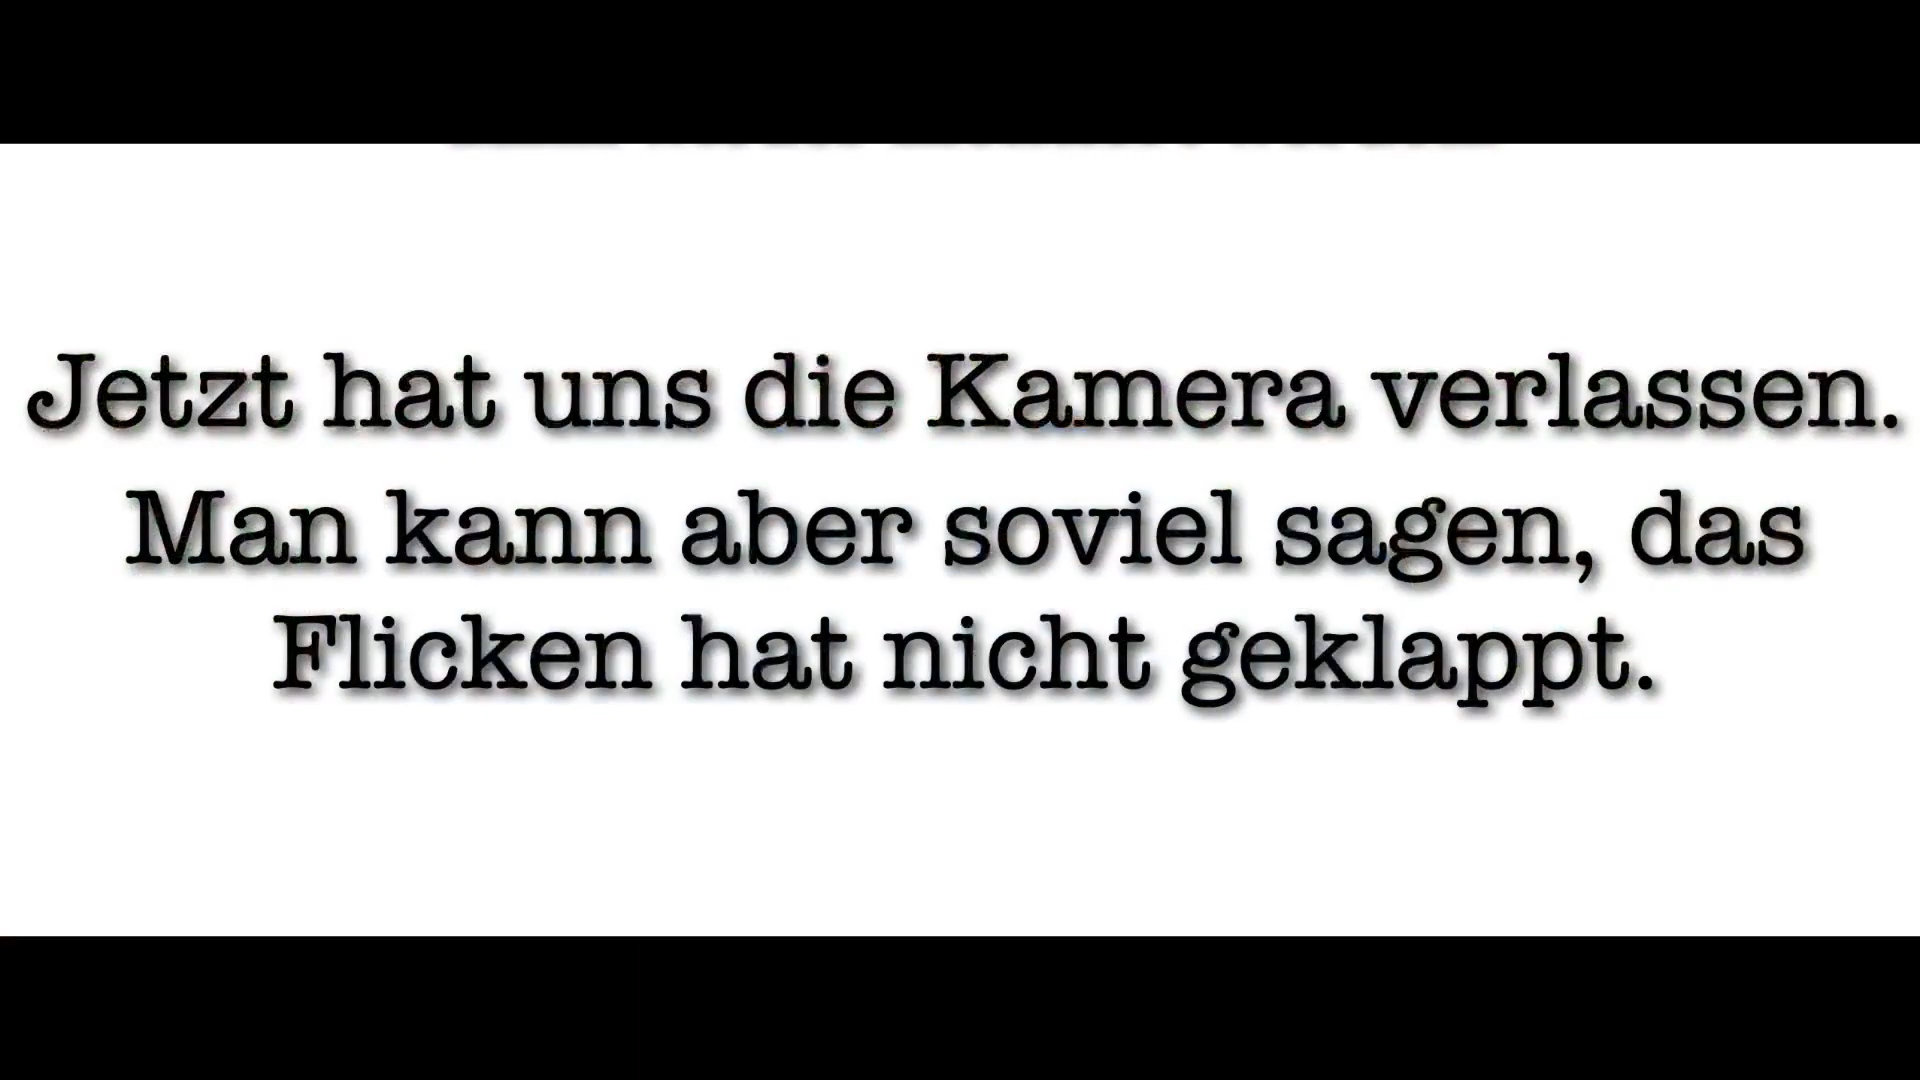 Jetzt hat uns die Kamera verlassen.
Man kann aber soviel sagen, das
Flicken hat nicht geklappt.